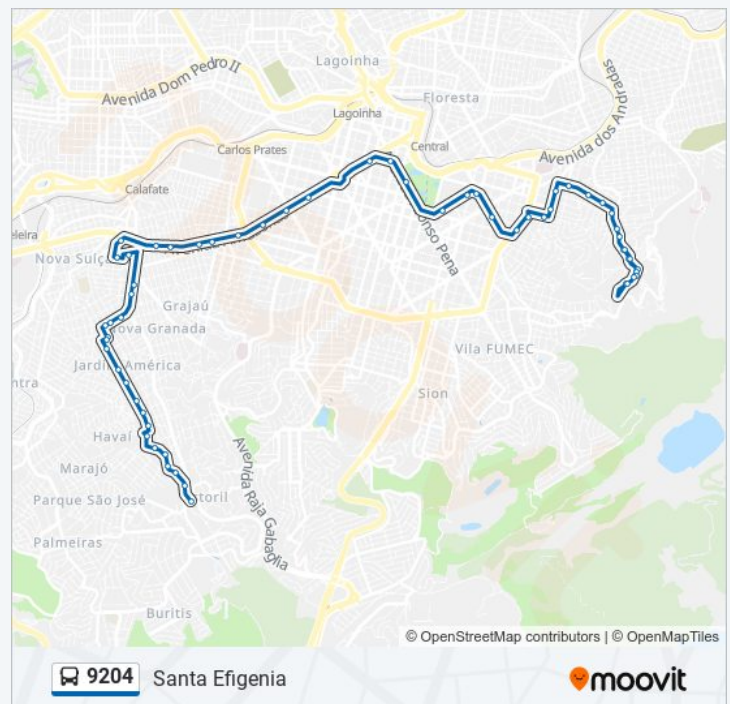 Lagoinha
Avenida Dom Pedro II
Floresta
Lagoinha
Avenida dos Andradas
Central
Carlos Prates
Calafate
Nova Suíça
Grajaú
Nova Granada
Vila FUMEC
Jardim América
Sion
Havaí
Avenida Raja Gabaglia
Marajó
Parque São José
Palmeiras
Buritis
© OpenStreetMap contributors | © OpenMapTiles
9204 Santa Efigenia
moovit